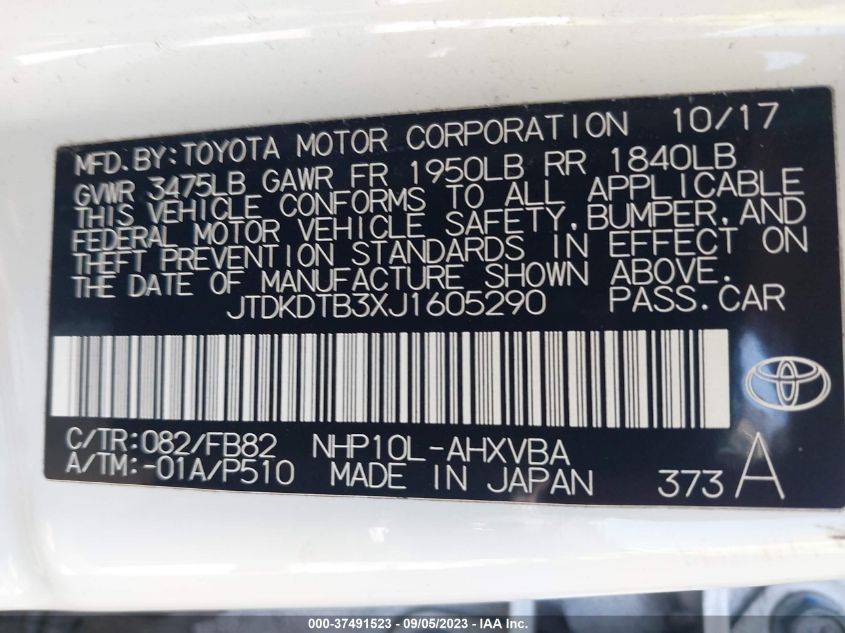 MFD.BY:TOYOTA MOTOR CORPORATION 10/17
GVWR 3475LB GAWR FR 1950LB RR 1840LB
THIS VEHICLE CONFORMS TO ALL APPLICABLE
FEDERAL MOTOR VEHICLE SAFETY,BUMPER,AND
THEFT PREVENTION STANDARDS IN EFFECT ON
THE DATE OF MANUFACTURE SHOWN ABOVE.
JTDKDTB3XJ1605290 PASS.CAR
C/TR:082/FB82 NHP10L-AHXVBA
A/TM:-01A/P510 MADE IN JAPAN 373 A
000-37491523 - 09/05/2023 - IAA Inc.